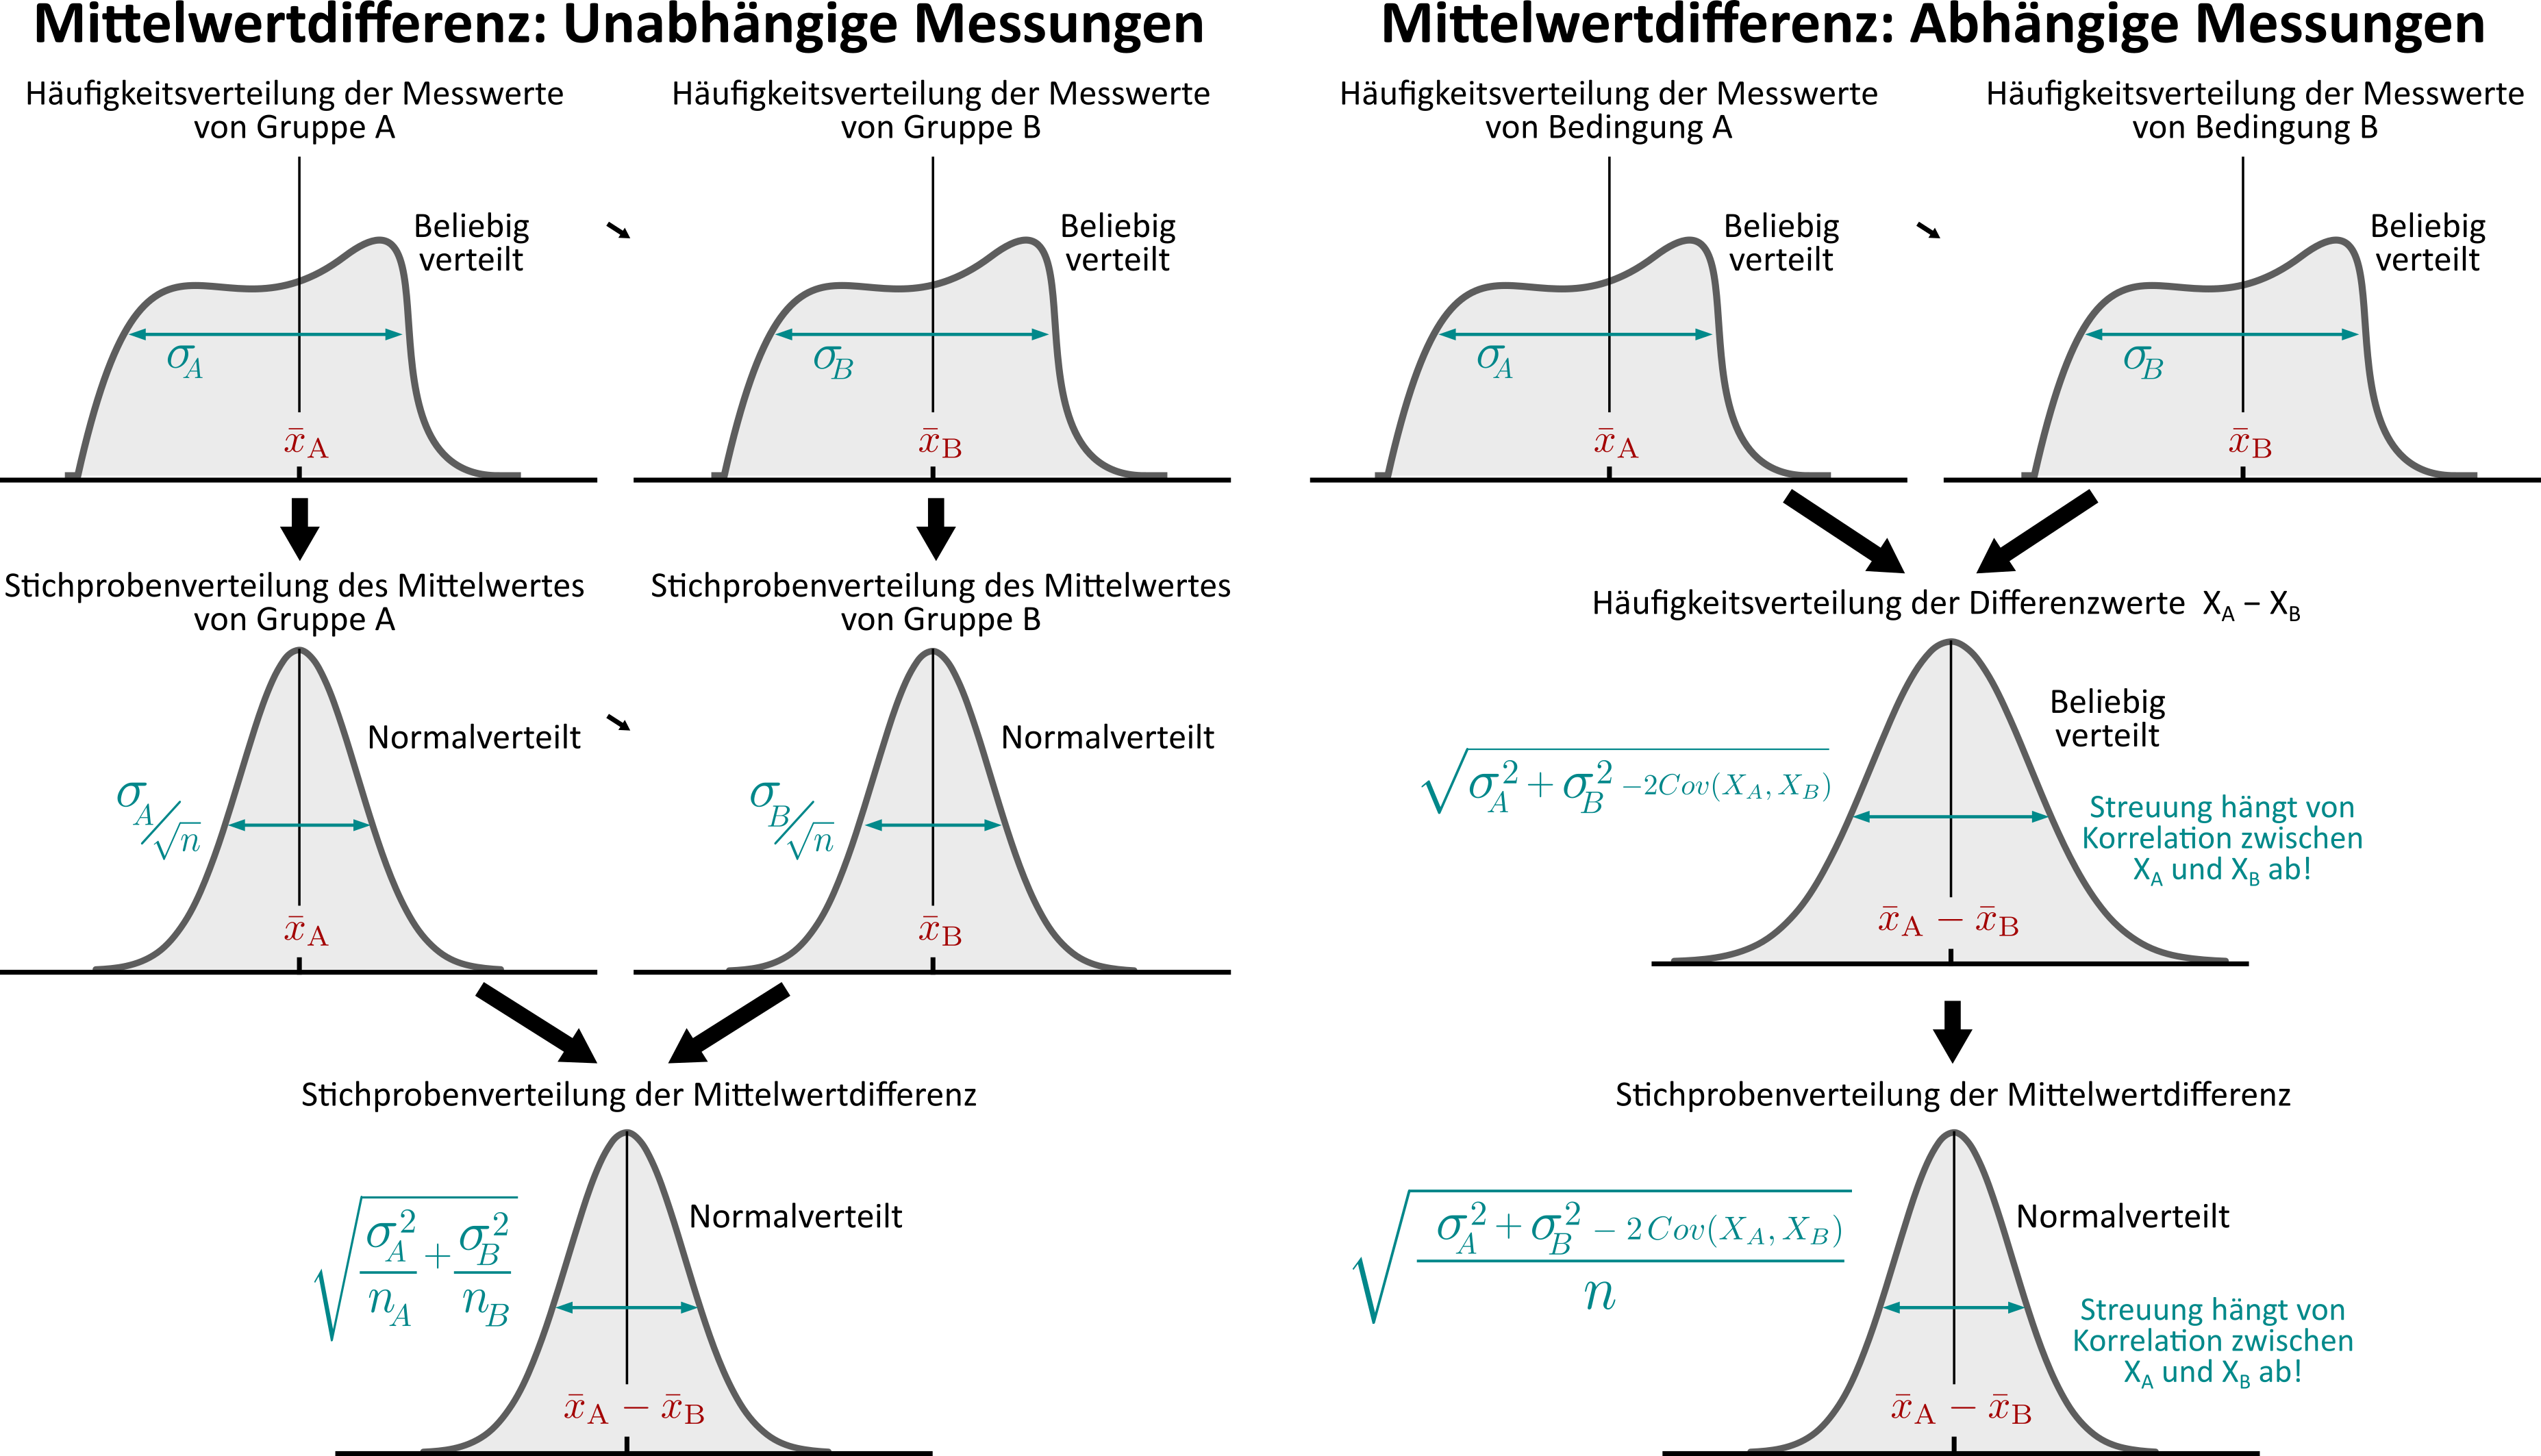 Mittelwertdifferenz: Unabhängige Messungen
Häufigkeitsverteilung der Messwerte
von Gruppe A
Beliebig
verteilt
σ_A
x̄_A
Häufigkeitsverteilung der Messwerte
von Gruppe B
Beliebig
verteilt
σ_B
x̄_B
Stichprobenverteilung des Mittelwertes
von Gruppe A
Normalverteilt
σ_A/√n
x̄_A
Stichprobenverteilung des Mittelwertes
von Gruppe B
Normalverteilt
σ_B/√n
x̄_B
Stichprobenverteilung der Mittelwertdifferenz
Normalverteilt
√(σ_A²/n_A + σ_B²/n_B)
x̄_A − x̄_B
Mittelwertdifferenz: Abhängige Messungen
Häufigkeitsverteilung der Messwerte
von Bedingung A
Beliebig
verteilt
σ_A
x̄_A
Häufigkeitsverteilung der Messwerte
von Bedingung B
Beliebig
verteilt
σ_B
x̄_B
Häufigkeitsverteilung der Differenzwerte X_A − X_B
Beliebig
verteilt
√(σ_A² + σ_B² −2Cov(X_A, X_B))
Streuung hängt von
Korrelation zwischen
X_A und X_B ab!
x̄_A − x̄_B
Stichprobenverteilung der Mittelwertdifferenz
Normalverteilt
√((σ_A² + σ_B² − 2Cov(X_A, X_B))/n)
Streuung hängt von
Korrelation zwischen
X_A und X_B ab!
x̄_A − x̄_B